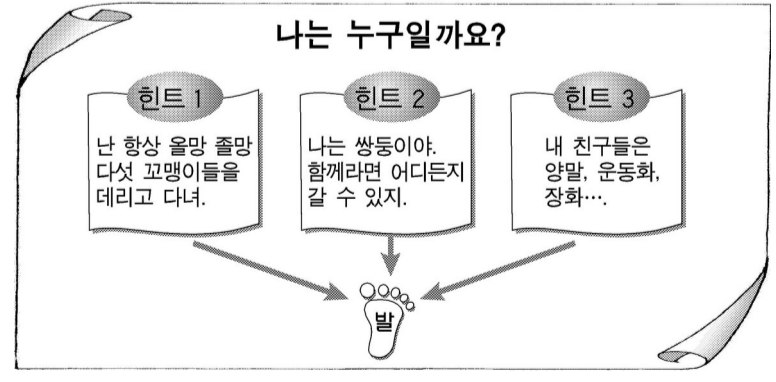 나는 누구일까요?
힌트 1
난 항상 올망 졸망
다섯 꼬맹이들을
데리고 다녀.
힌트 2
나는 쌍둥이야.
함께라면 어디든지
갈 수 있지.
힌트 3
내 친구들은
양말, 운동화,
장화….
발